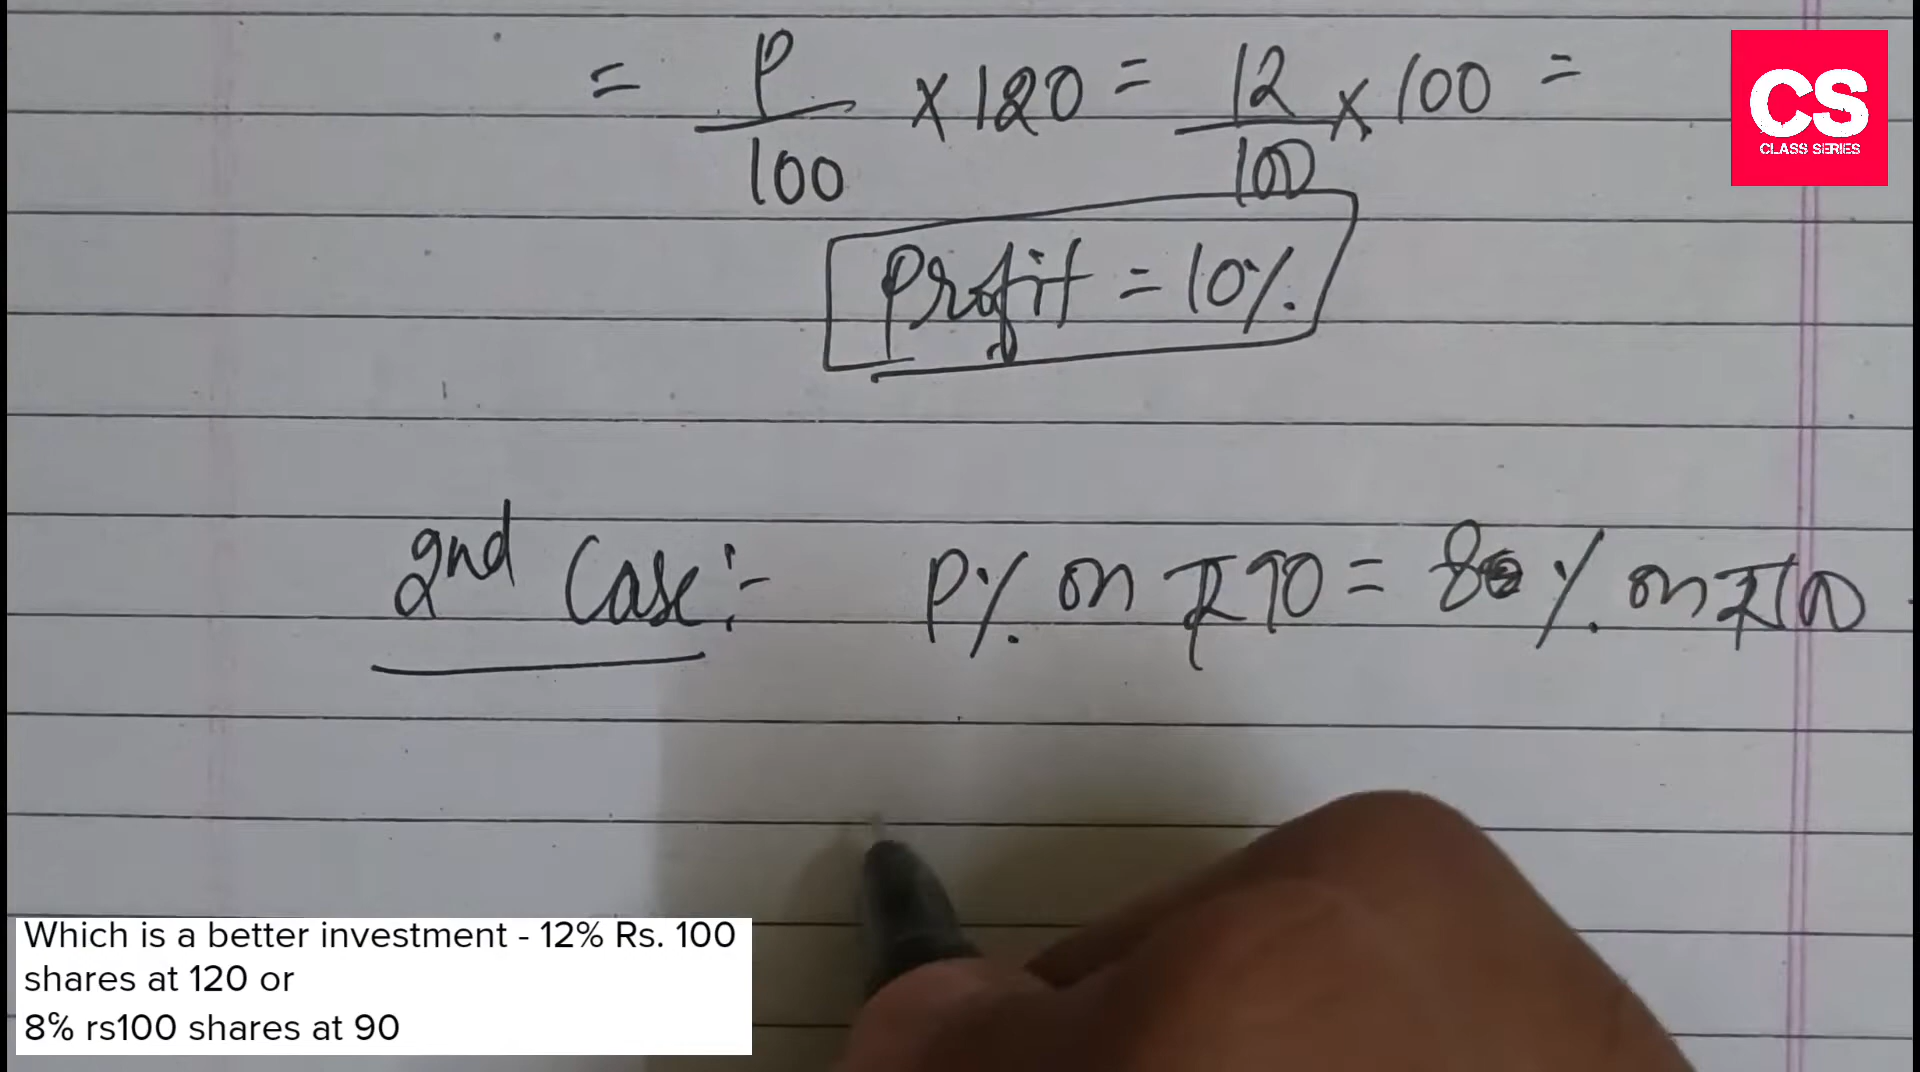 = P/100 × 120 = 12/100 × 100 =
CS
CLASS SERIES
Profit = 10%.
2nd Case :- P%. on ₹90 = 8%. on ₹100
Which is a better investment - 12% Rs. 100
shares at 120 or
8% rs100 shares at 90